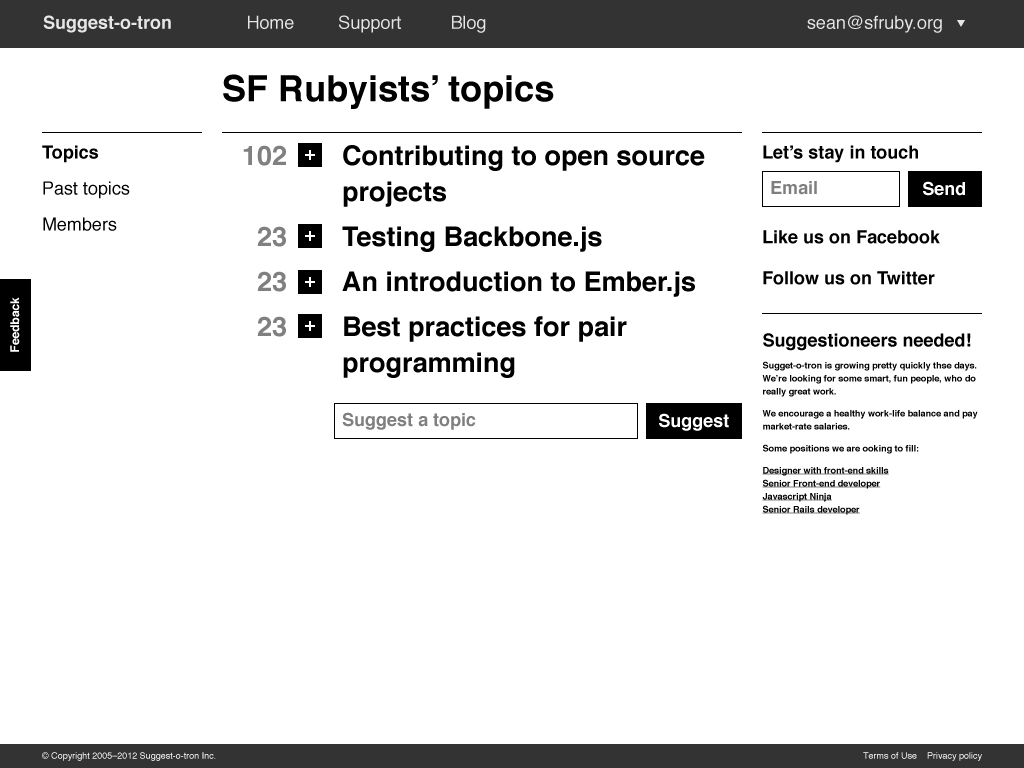 Suggest-o-tron Home Support Blog sean@sfruby.org ▼
SF Rubyists’ topics
Topics
Past topics
Members
Feedback
102 + Contributing to open source
projects
23 + Testing Backbone.js
23 + An introduction to Ember.js
23 + Best practices for pair
programming
Suggest a topic Suggest
Let’s stay in touch
Email Send
Like us on Facebook
Follow us on Twitter
Suggestioneers needed!
Sugget-o-tron is growing pretty quickly thse days.
We’re looking for some smart, fun people, who do
really great work.
We encourage a healthy work-life balance and pay
market-rate salaries.
Some positions we are ooking to fill:
Designer with front-end skills
Senior Front-end developer
Javascript Ninja
Senior Rails developer
© Copyright 2005–2012 Suggest-o-tron Inc. Terms of Use Privacy policy